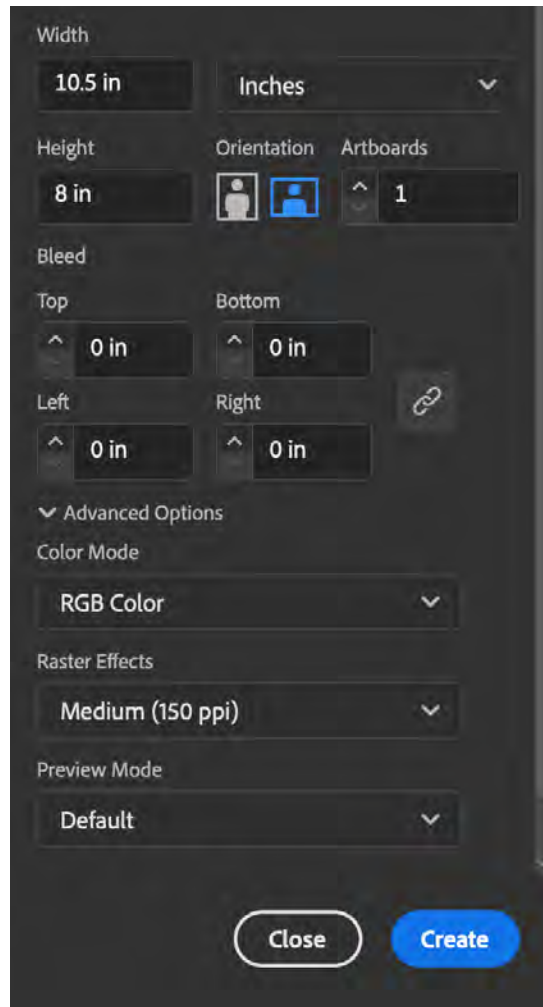 Width
10.5 in Inches
Height Orientation Artboards
8 in 1
Bleed
Top Bottom
0 in 0 in
Left Right
0 in 0 in
Advanced Options
Color Mode
RGB Color
Raster Effects
Medium (150 ppi)
Preview Mode
Default
Close Create